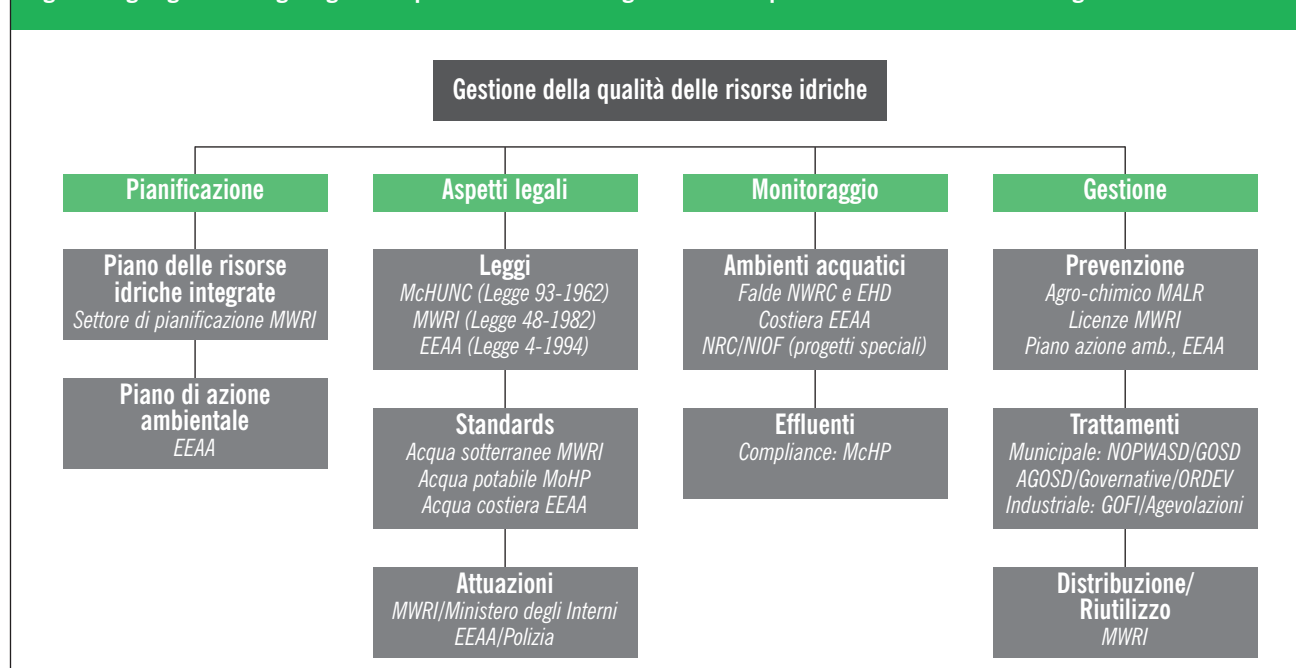 Gestione della qualità delle risorse idriche
Pianificazione
Piano delle risorse
idriche integrate
Settore di pianificazione MWRI
Piano di azione
ambientale
EEAA
Aspetti legali
Leggi
McHUNC (Legge 93-1962)
MWRI (Legge 48-1982)
EEAA (Legge 4-1994)
Standards
Acqua sotterranee MWRI
Acqua potabile MoHP
Acqua costiera EEAA
Attuazioni
MWRI/Ministero degli Interni
EEAA/Polizia
Monitoraggio
Ambienti acquatici
Falde NWRC e EHD
Costiera EEAA
NRC/NIOF (progetti speciali)
Effluenti
Compliance: McHP
Gestione
Prevenzione
Agro-chimico MALR
Licenze MWRI
Piano azione amb., EEAA
Trattamenti
Municipale: NOPWASD/GOSD
AGOSD/Governative/ORDEV
Industriale: GOFI/Agevolazioni
Distribuzione/
Riutilizzo
MWRI